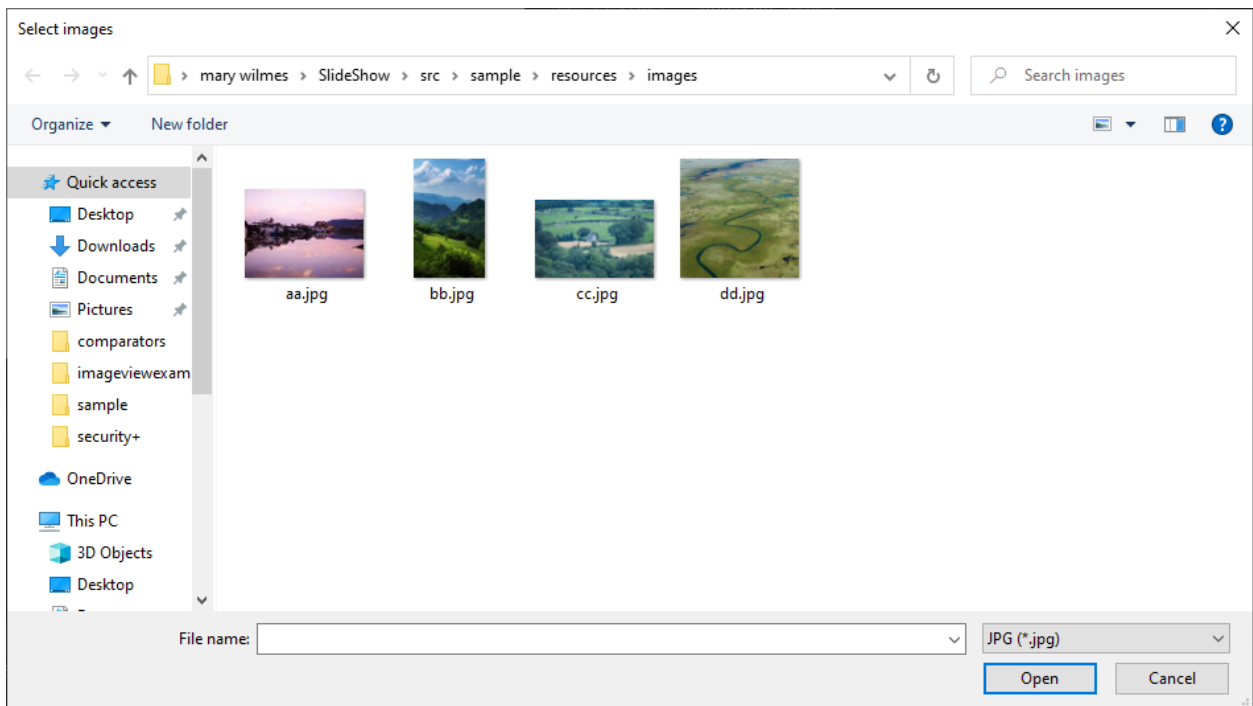 Select images
mary wilmes › SlideShow › src › sample › resources › images
Search images
Organize
New folder
?
Quick access
Desktop
Downloads
Documents
Pictures
comparators
imageviewexam
sample
security+
OneDrive
This PC
3D Objects
Desktop
aa.jpg
bb.jpg
cc.jpg
dd.jpg
File name:
JPG (*.jpg)
Open
Cancel